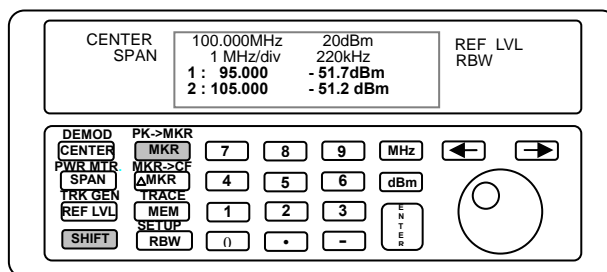 CENTER 100.000MHz 20dBm REF LVL
SPAN 1 MHz/div 220kHz RBW
1 : 95.000 - 51.7dBm
2 : 105.000 - 51.2 dBm
DEMOD PK->MKR
CENTER MKR 7 8 9 MHz
PWR MTR MKR->CF
SPAN △MKR 4 5 6 dBm
TRK GEN TRACE
REF LVL MEM 1 2 3 ENTER
SETUP
SHIFT RBW 0 • -